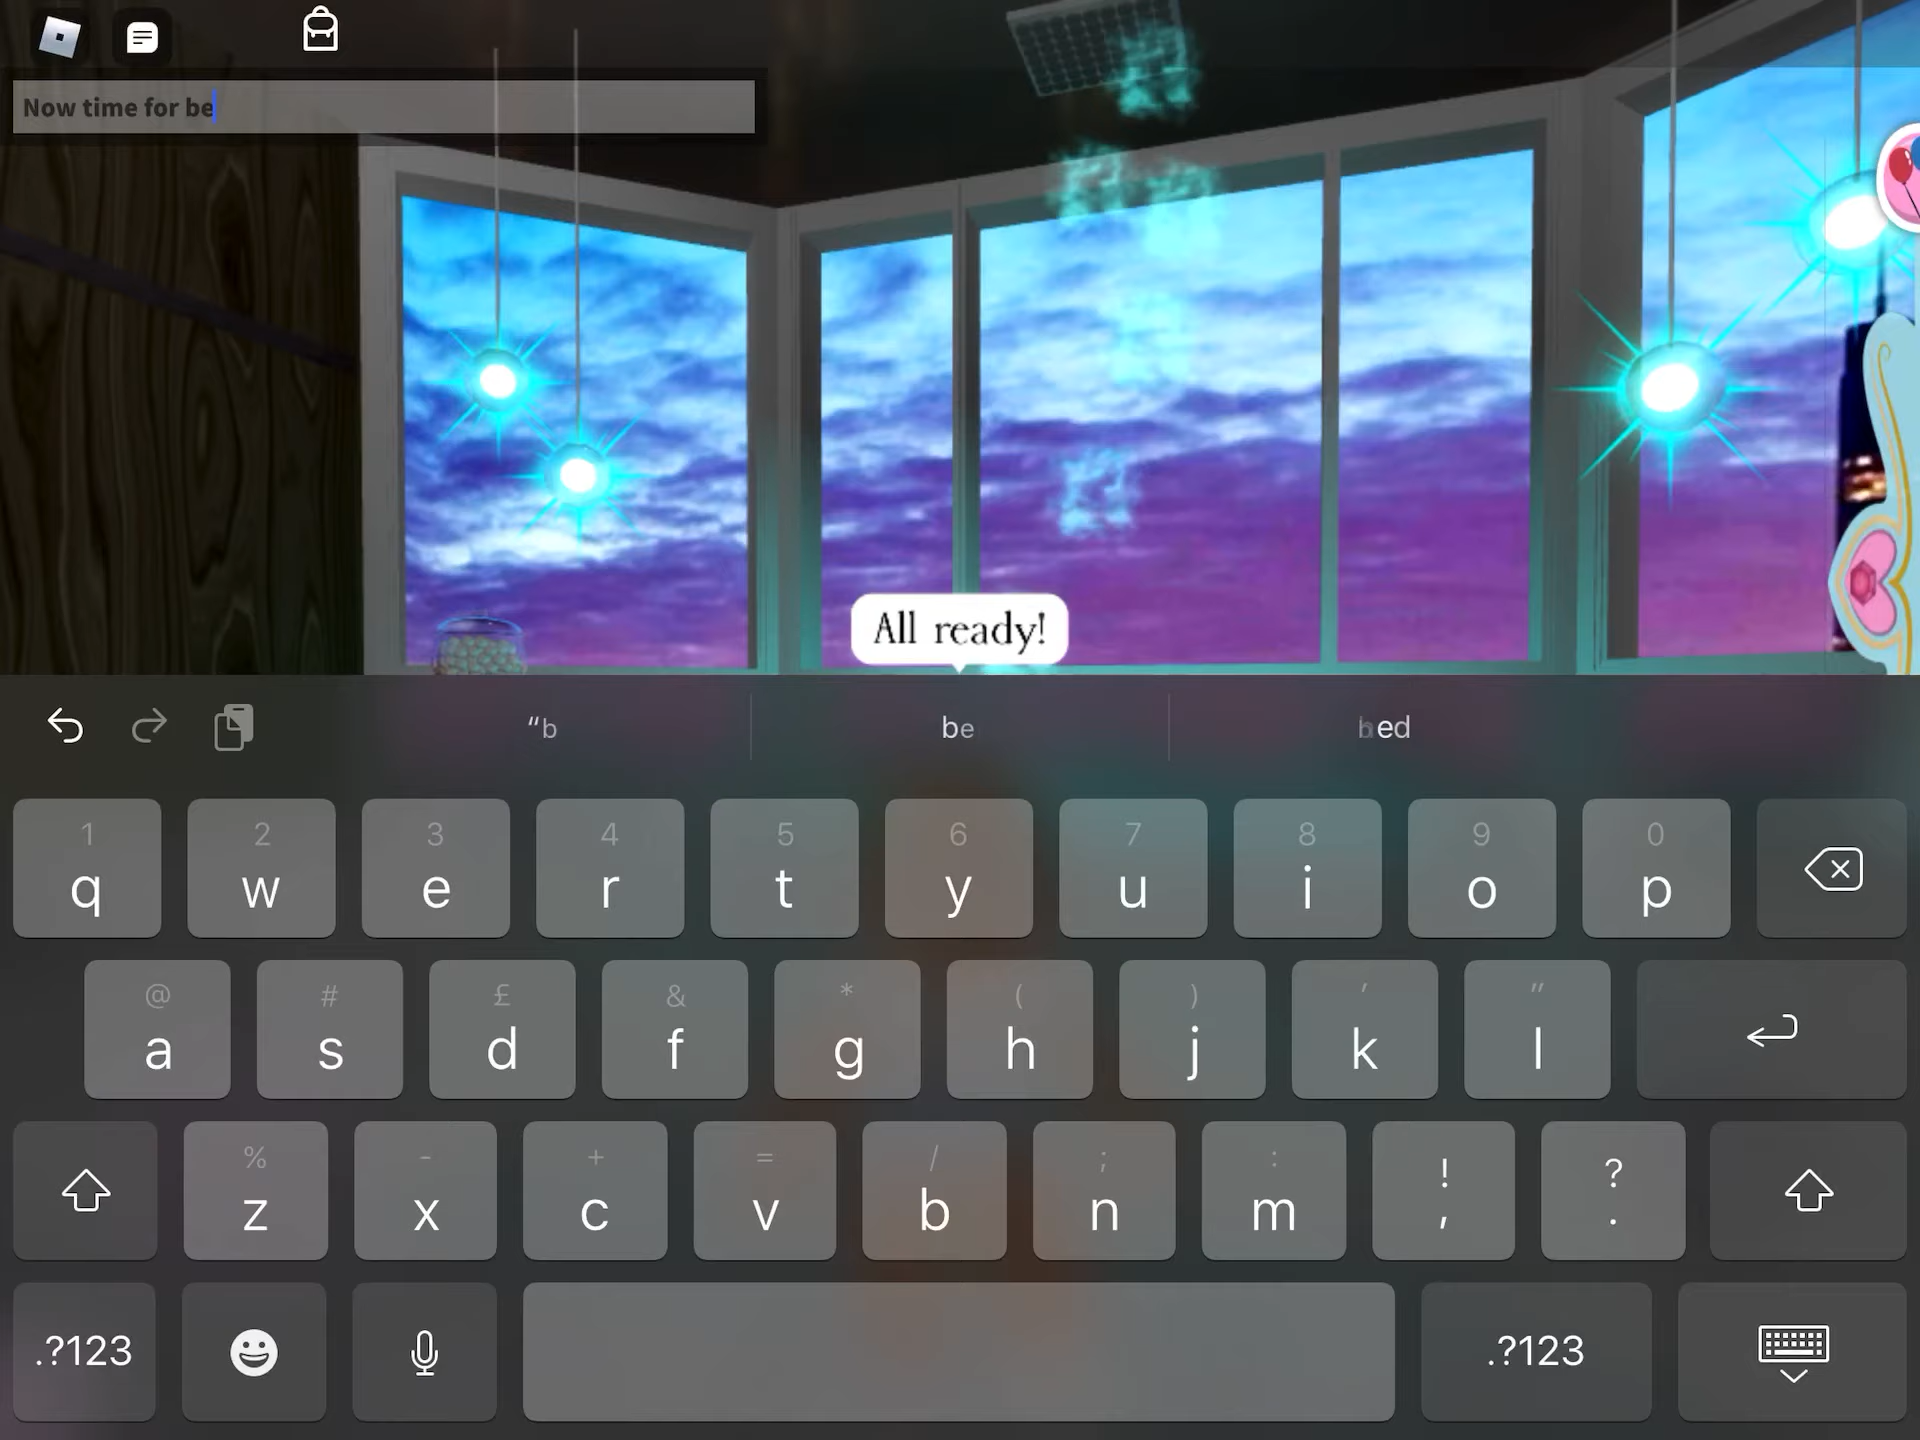 Now time for be
All ready!
“b be bed
1 2 3 4 5 6 7 8 9 0
q w e r t y u i o p
@ # £ & * ( ) ' "
a s d f g h j k l
% - + = / ; : ! ?
z x c v b n m , .
.?123 .?123